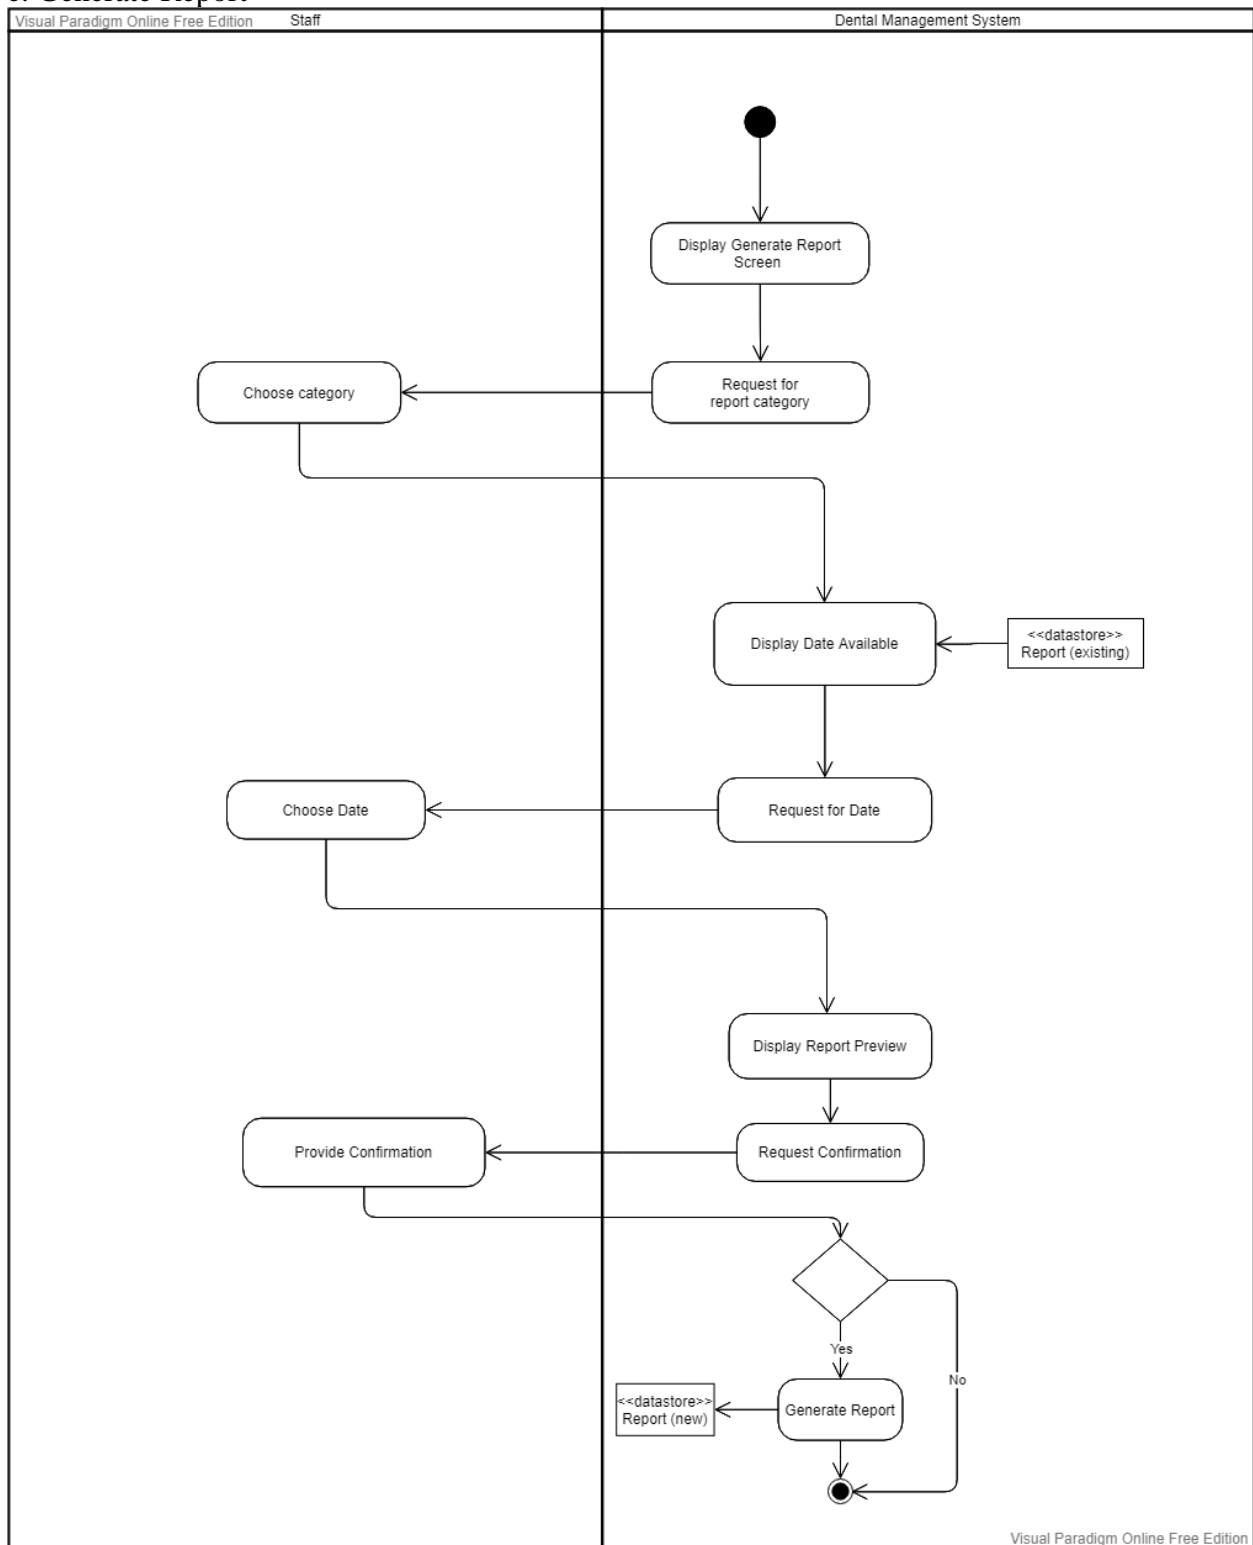 Generate Report
Visual Paradigm Online Free Edition
Staff
Dental Management System
Display Generate Report
Screen
Choose category
Request for
report category
Display Date Available
<<datastore>>
Report (existing)
Choose Date
Request for Date
Display Report Preview
Provide Confirmation
Request Confirmation
Yes
No
<<datastore>>
Report (new)
Generate Report
Visual Paradigm Online Free Edition